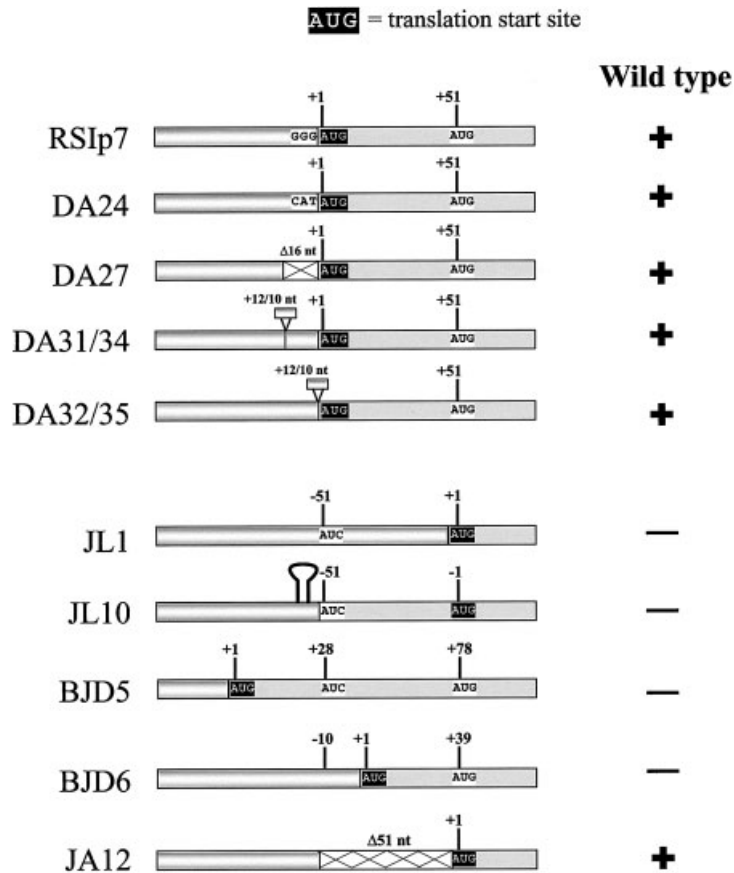 AUG = translation start site
Wild type
+1 +51
RSIp7 GGG AUG AUG +
+1 +51
DA24 CAT AUG AUG +
Δ16 nt +1 +51
DA27 AUG AUG +
+12/10 nt +1 +51
DA31/34 AUG AUG +
+12/10 nt +51
DA32/35 AUG AUG +
-51 +1
JL1 AUC AUG —
-51 -1
JL10 AUC AUG —
+1 +28 +78
BJD5 AUG AUC AUG —
-10 +1 +39
BJD6 AUG AUG —
Δ51 nt +1
JA12 AUG +